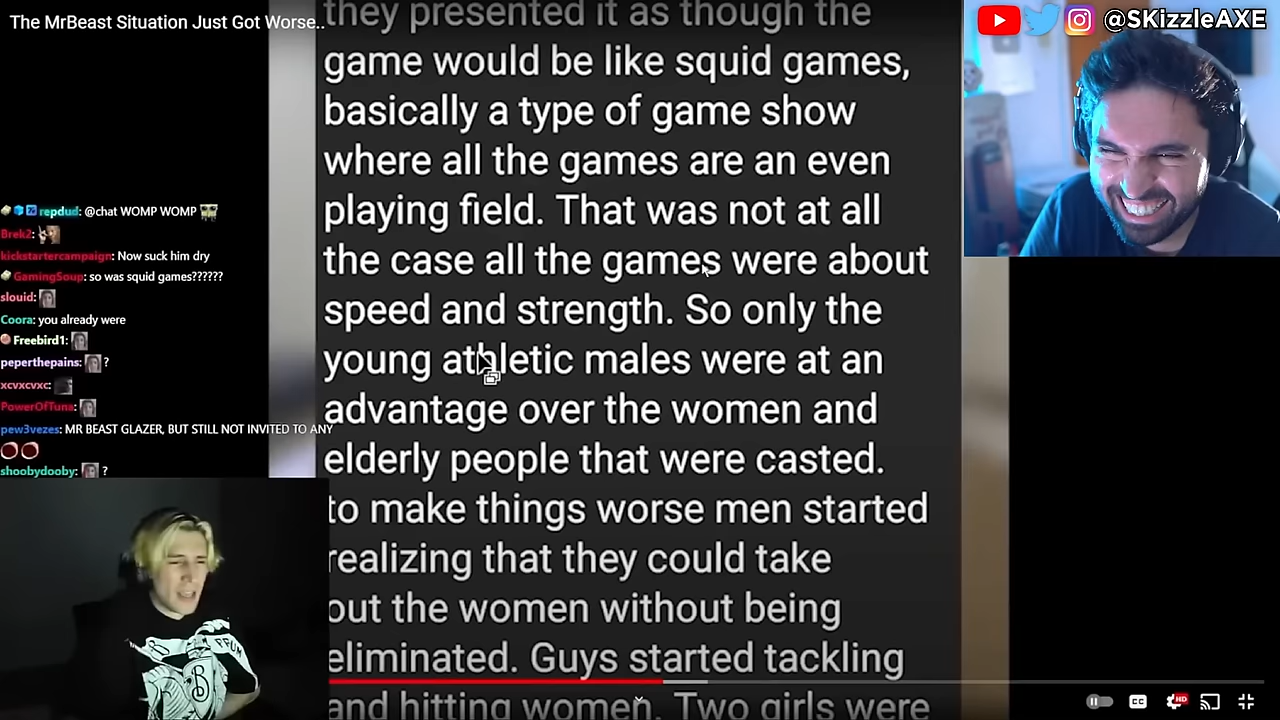 The MrBeast Situation Just Got Worse..
@SKizzleAXE
they presented it as though the
game would be like squid games,
basically a type of game show
where all the games are an even
playing field. That was not at all
the case all the games were about
speed and strength. So only the
young athletic males were at an
advantage over the women and
elderly people that were casted.
to make things worse men started
realizing that they could take
out the women without being
eliminated. Guys started tackling
and hitting women. Two girls were
repdud: @chat WOMP WOMP
Brek2:
kickstartercampaign: Now suck him dry
GamingSoup: so was squid games??????
slouid:
Coora: you already were
Freebird1:
peperthepains: ?
xcvxcvxc:
PowerOfTuna:
pew3vezes: MR BEAST GLAZER, BUT STILL NOT INVITED TO ANY
shoobydooby: ?
CC
HD